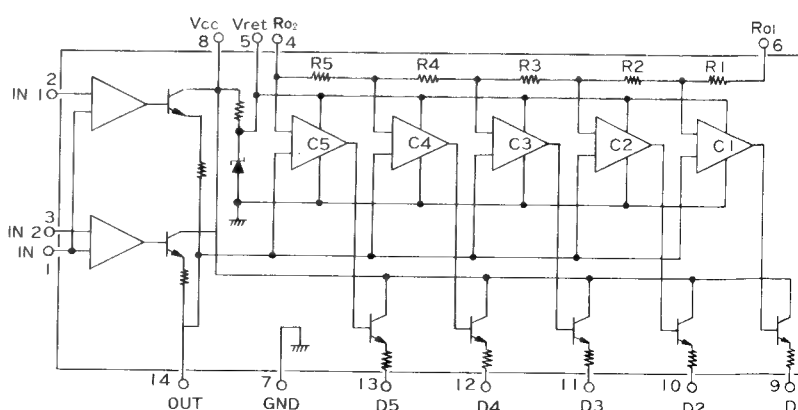 Vcc Vret Ro2 Ro1
8 5 4 6
R5 R4 R3 R2 R1
2
IN 1
C5 C4 C3 C2 C1
3
IN 2
IN
1
14 7 13 12 11 10 9
OUT GND D5 D4 D3 D2 D